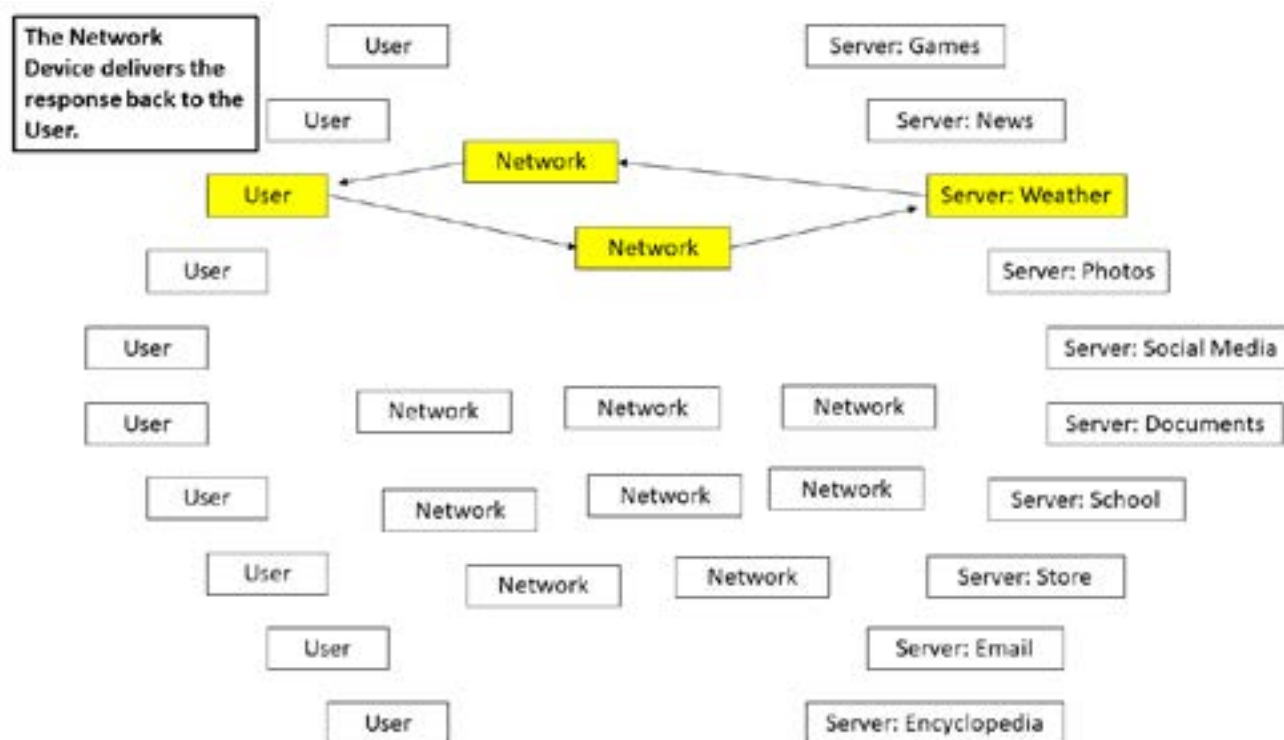 The Network
Device delivers the
response back to the
User.
User
Server: Games
User
Server: News
Network
User
Server: Weather
Network
User
Server: Photos
User
Server: Social Media
Network
Network
Network
User
Server: Documents
User
Network
Network
Network
Server: School
User
Network
Network
Server: Store
User
Server: Email
User
Server: Encyclopedia